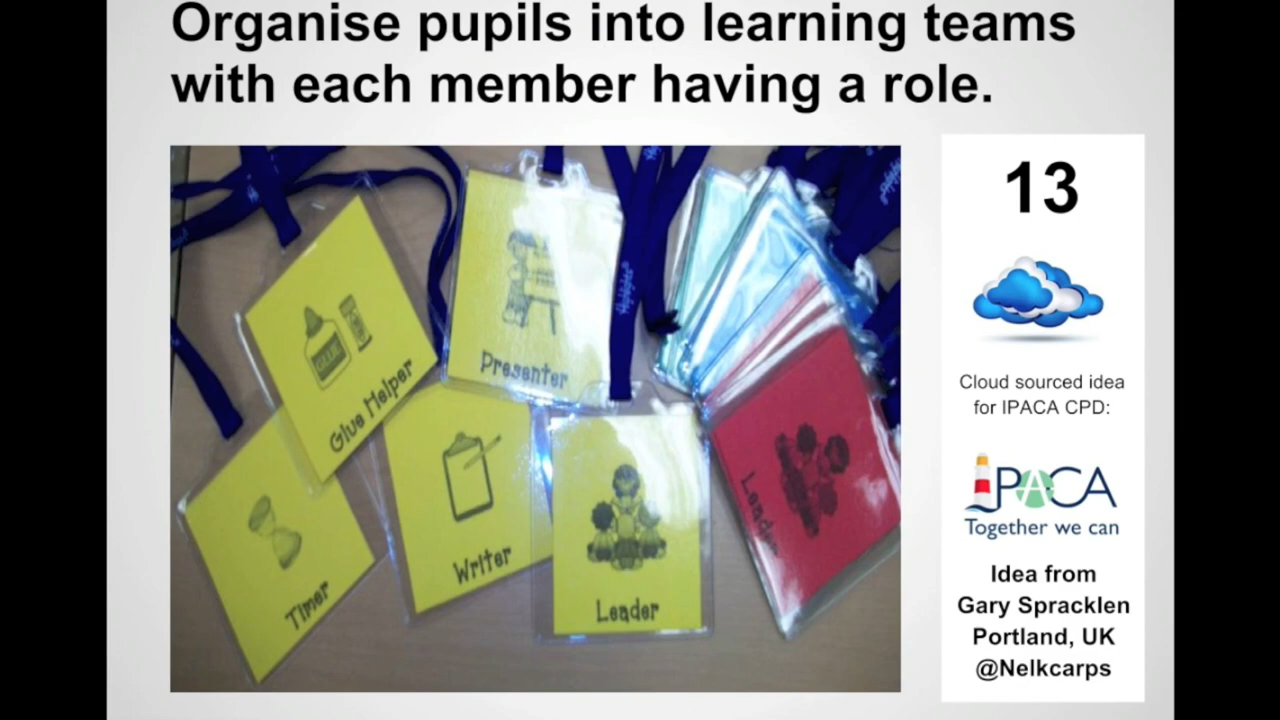 Organise pupils into learning teams
with each member having a role.
13
Cloud sourced idea
for IPACA CPD:
IPACA
Together we can
Idea from
Gary Spracklen
Portland, UK
@Nelkcarps
Glue Helper
Presenter
Timer
Writer
Leader
Leader
Highlights